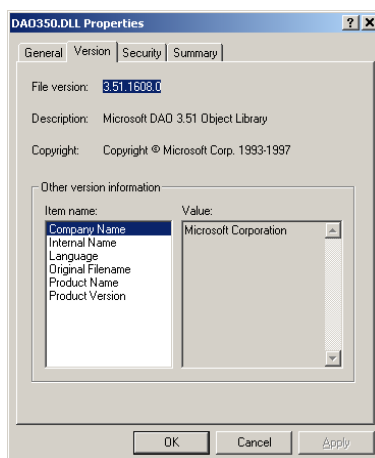 DAO350.DLL Properties
General Version Security Summary
File version: 3.51.1608.0
Description: Microsoft DAO 3.51 Object Library
Copyright: Copyright © Microsoft Corp. 1993-1997
Other version information
Item name: Value:
Company Name Microsoft Corporation
Internal Name
Language
Original Filename
Product Name
Product Version
OK Cancel Apply